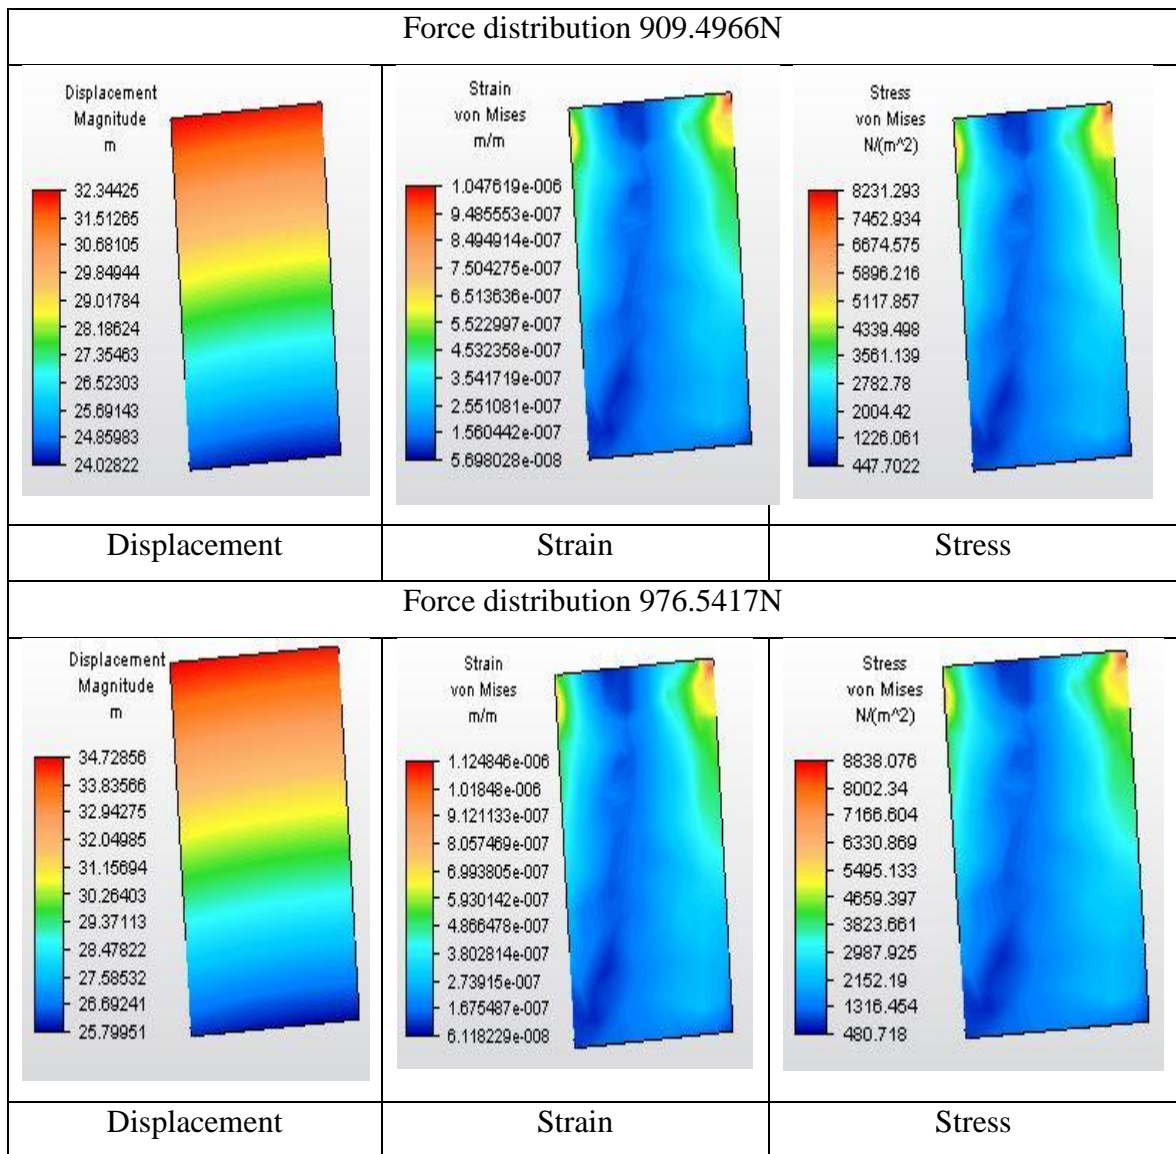 Force distribution 909.4966N
Displacement
Magnitude
m
32.34425
31.51265
30.68105
29.84944
29.01784
28.18624
27.35463
26.52303
25.69143
24.85983
24.02822
Strain
von Mises
m/m
1.047619e-006
9.485553e-007
8.494914e-007
7.504275e-007
6.513636e-007
5.522997e-007
4.532358e-007
3.541719e-007
2.551081e-007
1.560442e-007
5.698028e-008
Stress
von Mises
N/(m^2)
8231.293
7452.934
6674.575
5896.216
5117.857
4339.498
3561.139
2782.78
2004.42
1226.061
447.7022
Displacement
Strain
Stress
Force distribution 976.5417N
Displacement
Magnitude
m
34.72856
33.83566
32.94275
32.04985
31.15694
30.26403
29.37113
28.47822
27.58532
26.69241
25.79951
Strain
von Mises
m/m
1.124846e-006
1.01848e-006
9.121133e-007
8.057469e-007
6.993805e-007
5.930142e-007
4.866478e-007
3.802814e-007
2.73915e-007
1.675487e-007
6.118229e-008
Stress
von Mises
N/(m^2)
8838.076
8002.34
7166.604
6330.869
5495.133
4659.397
3823.661
2987.925
2152.19
1316.454
480.718
Displacement
Strain
Stress